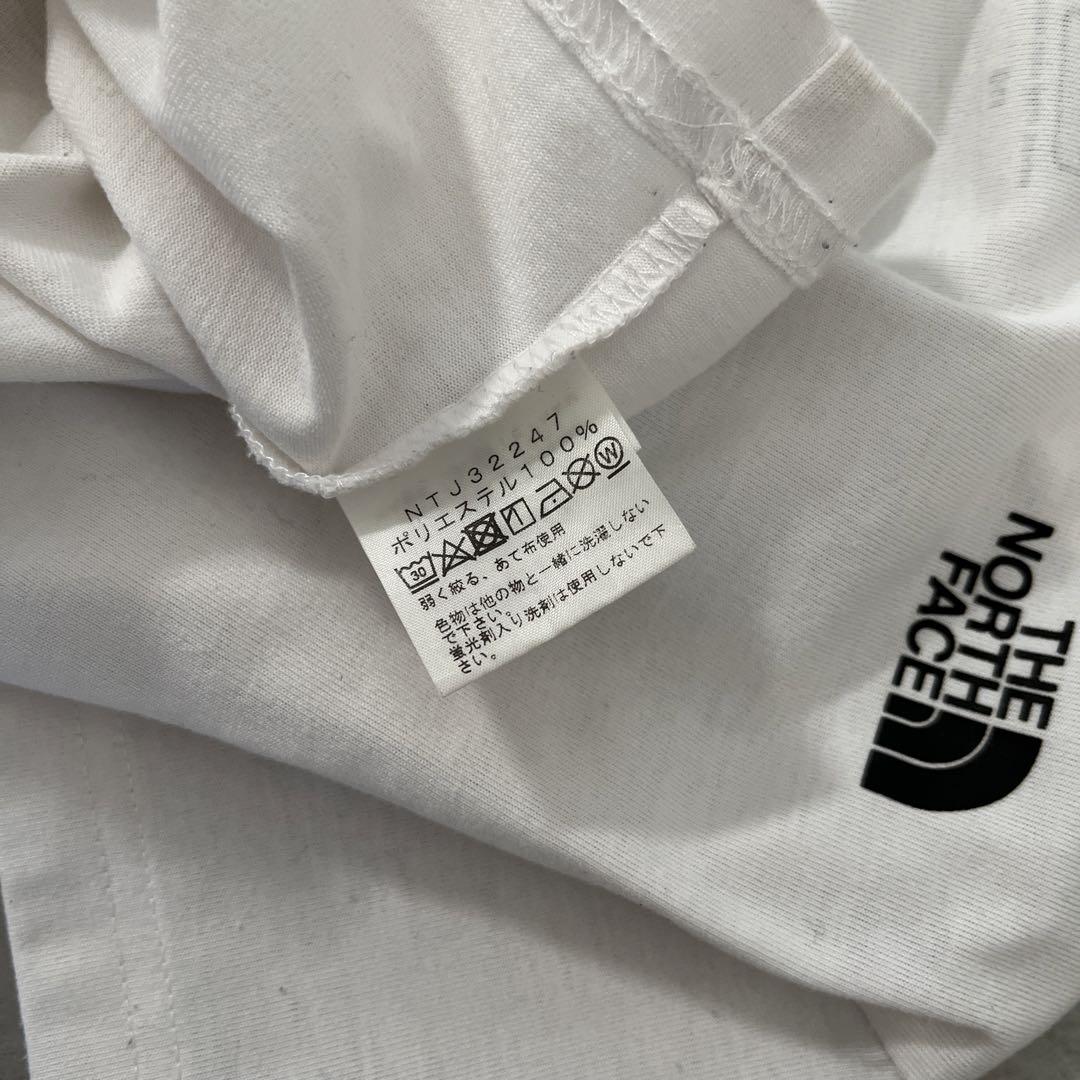 NTJ32247
ポリエステル100%
30 W
弱く絞る、あて布使用
色物は他の物と一緒に洗濯しない
で下さい。
蛍光剤入り洗剤は使用しないで下
さい。
THE
NORTH
FACE